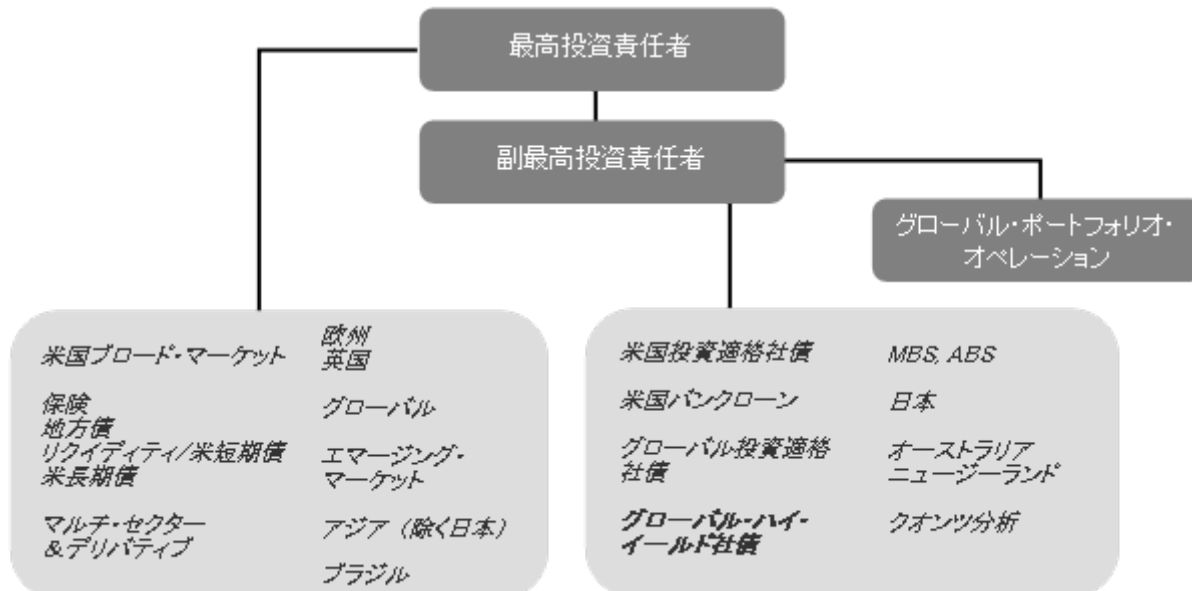 最高投資責任者
副最高投資責任者
グローバル・ポートフォリオ・
オペレーション
米国ブロード・マーケット
保険
地方債
リクイディティ/米短期債
米長期債
マルチ・セクター
&デリバティブ
欧州
英国
グローバル
エマージング・
マーケット
アジア（除く日本）
ブラジル
米国投資適格社債
米国バンクローン
グローバル投資適格
社債
グローバル・ハイ・
イールド社債
MBS, ABS
日本
オーストラリア
ニュージーランド
クオンツ分析